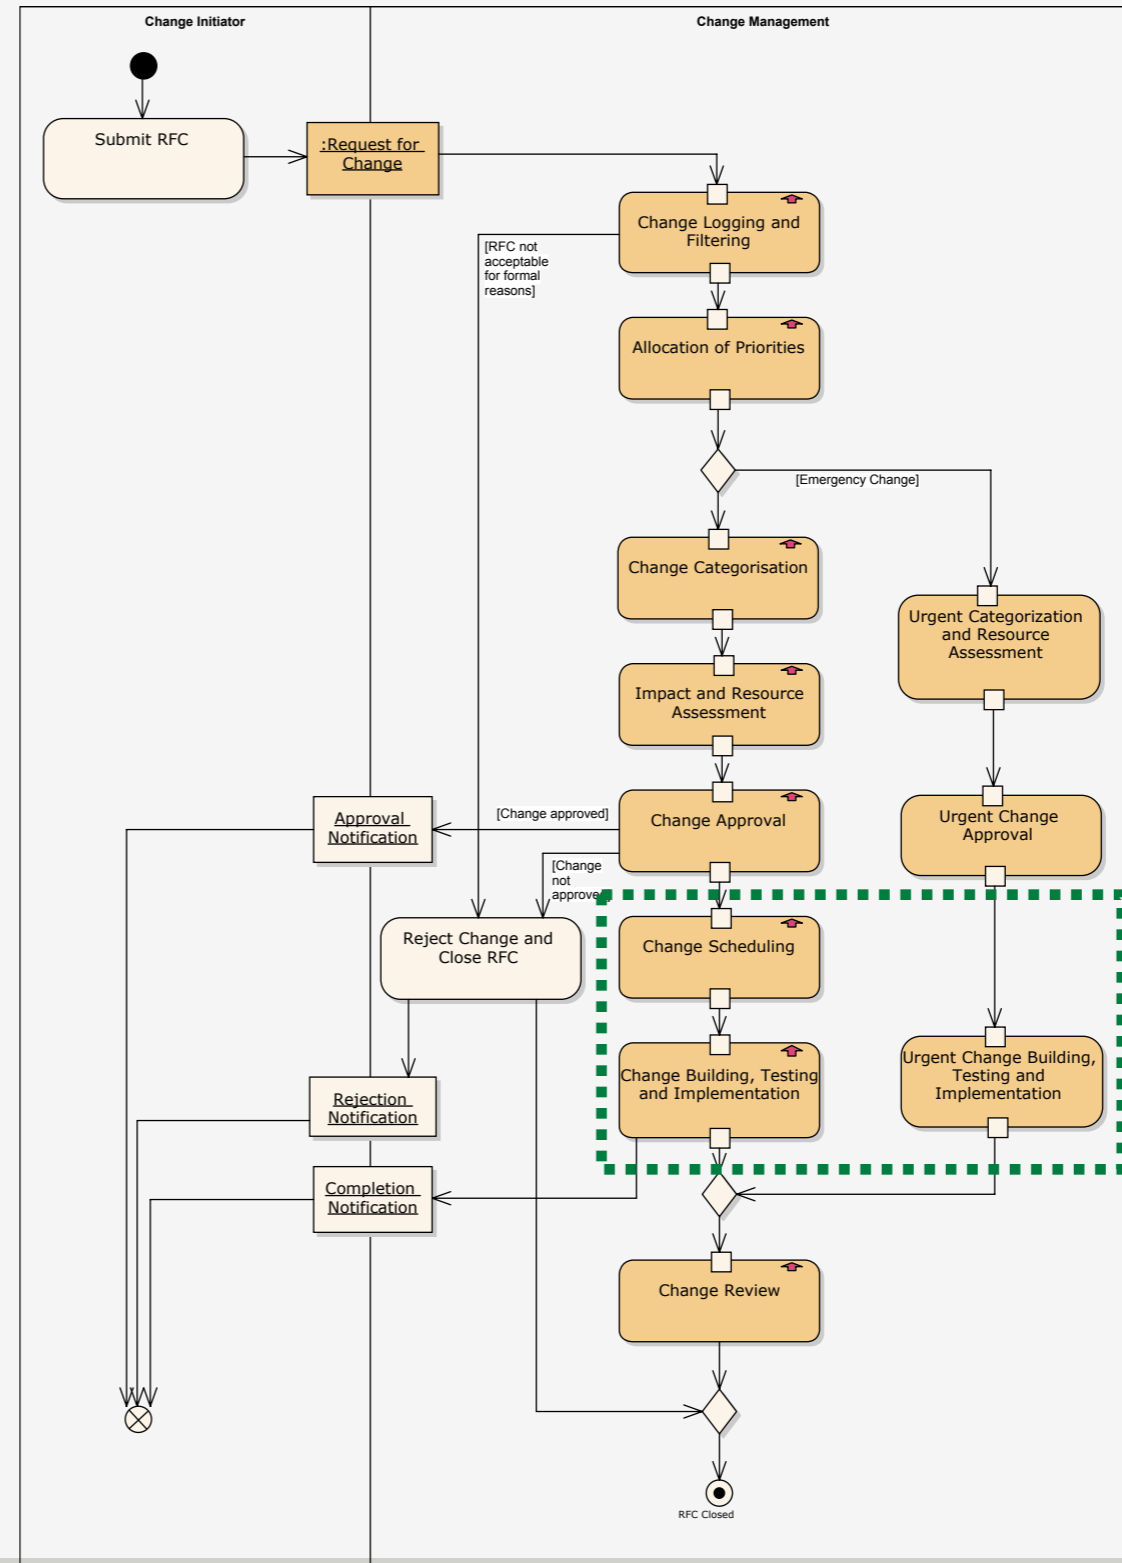 Change Initiator
Change Management
Submit RFC
:Request for
Change
Change Logging and
Filtering
[RFC not
acceptable
for formal
reasons]
Allocation of Priorities
[Emergency Change]
Change Categorisation
Urgent Categorization
and Resource
Assessment
Impact and Resource
Assessment
Approval
Notification
[Change approved]
Change Approval
Urgent Change
Approval
[Change
not
approved]
Reject Change and
Close RFC
Change Scheduling
Change Building, Testing
and Implementation
Urgent Change Building,
Testing and
Implementation
Rejection
Notification
Completion
Notification
Change Review
RFC Closed